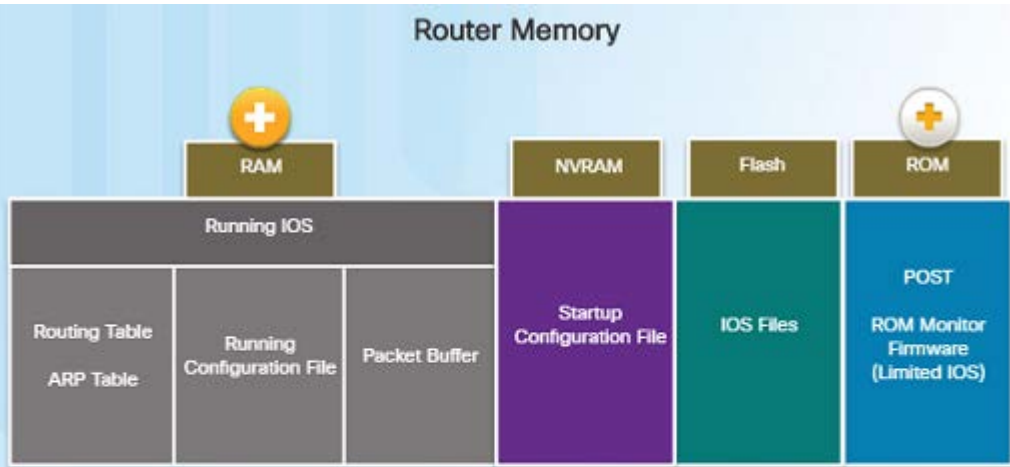 Router Memory
RAM
NVRAM
Flash
ROM
Running IOS
Routing Table
ARP Table
Running
Configuration File
Packet Buffer
Startup
Configuration File
IOS Files
POST
ROM Monitor
Firmware
(Limited IOS)